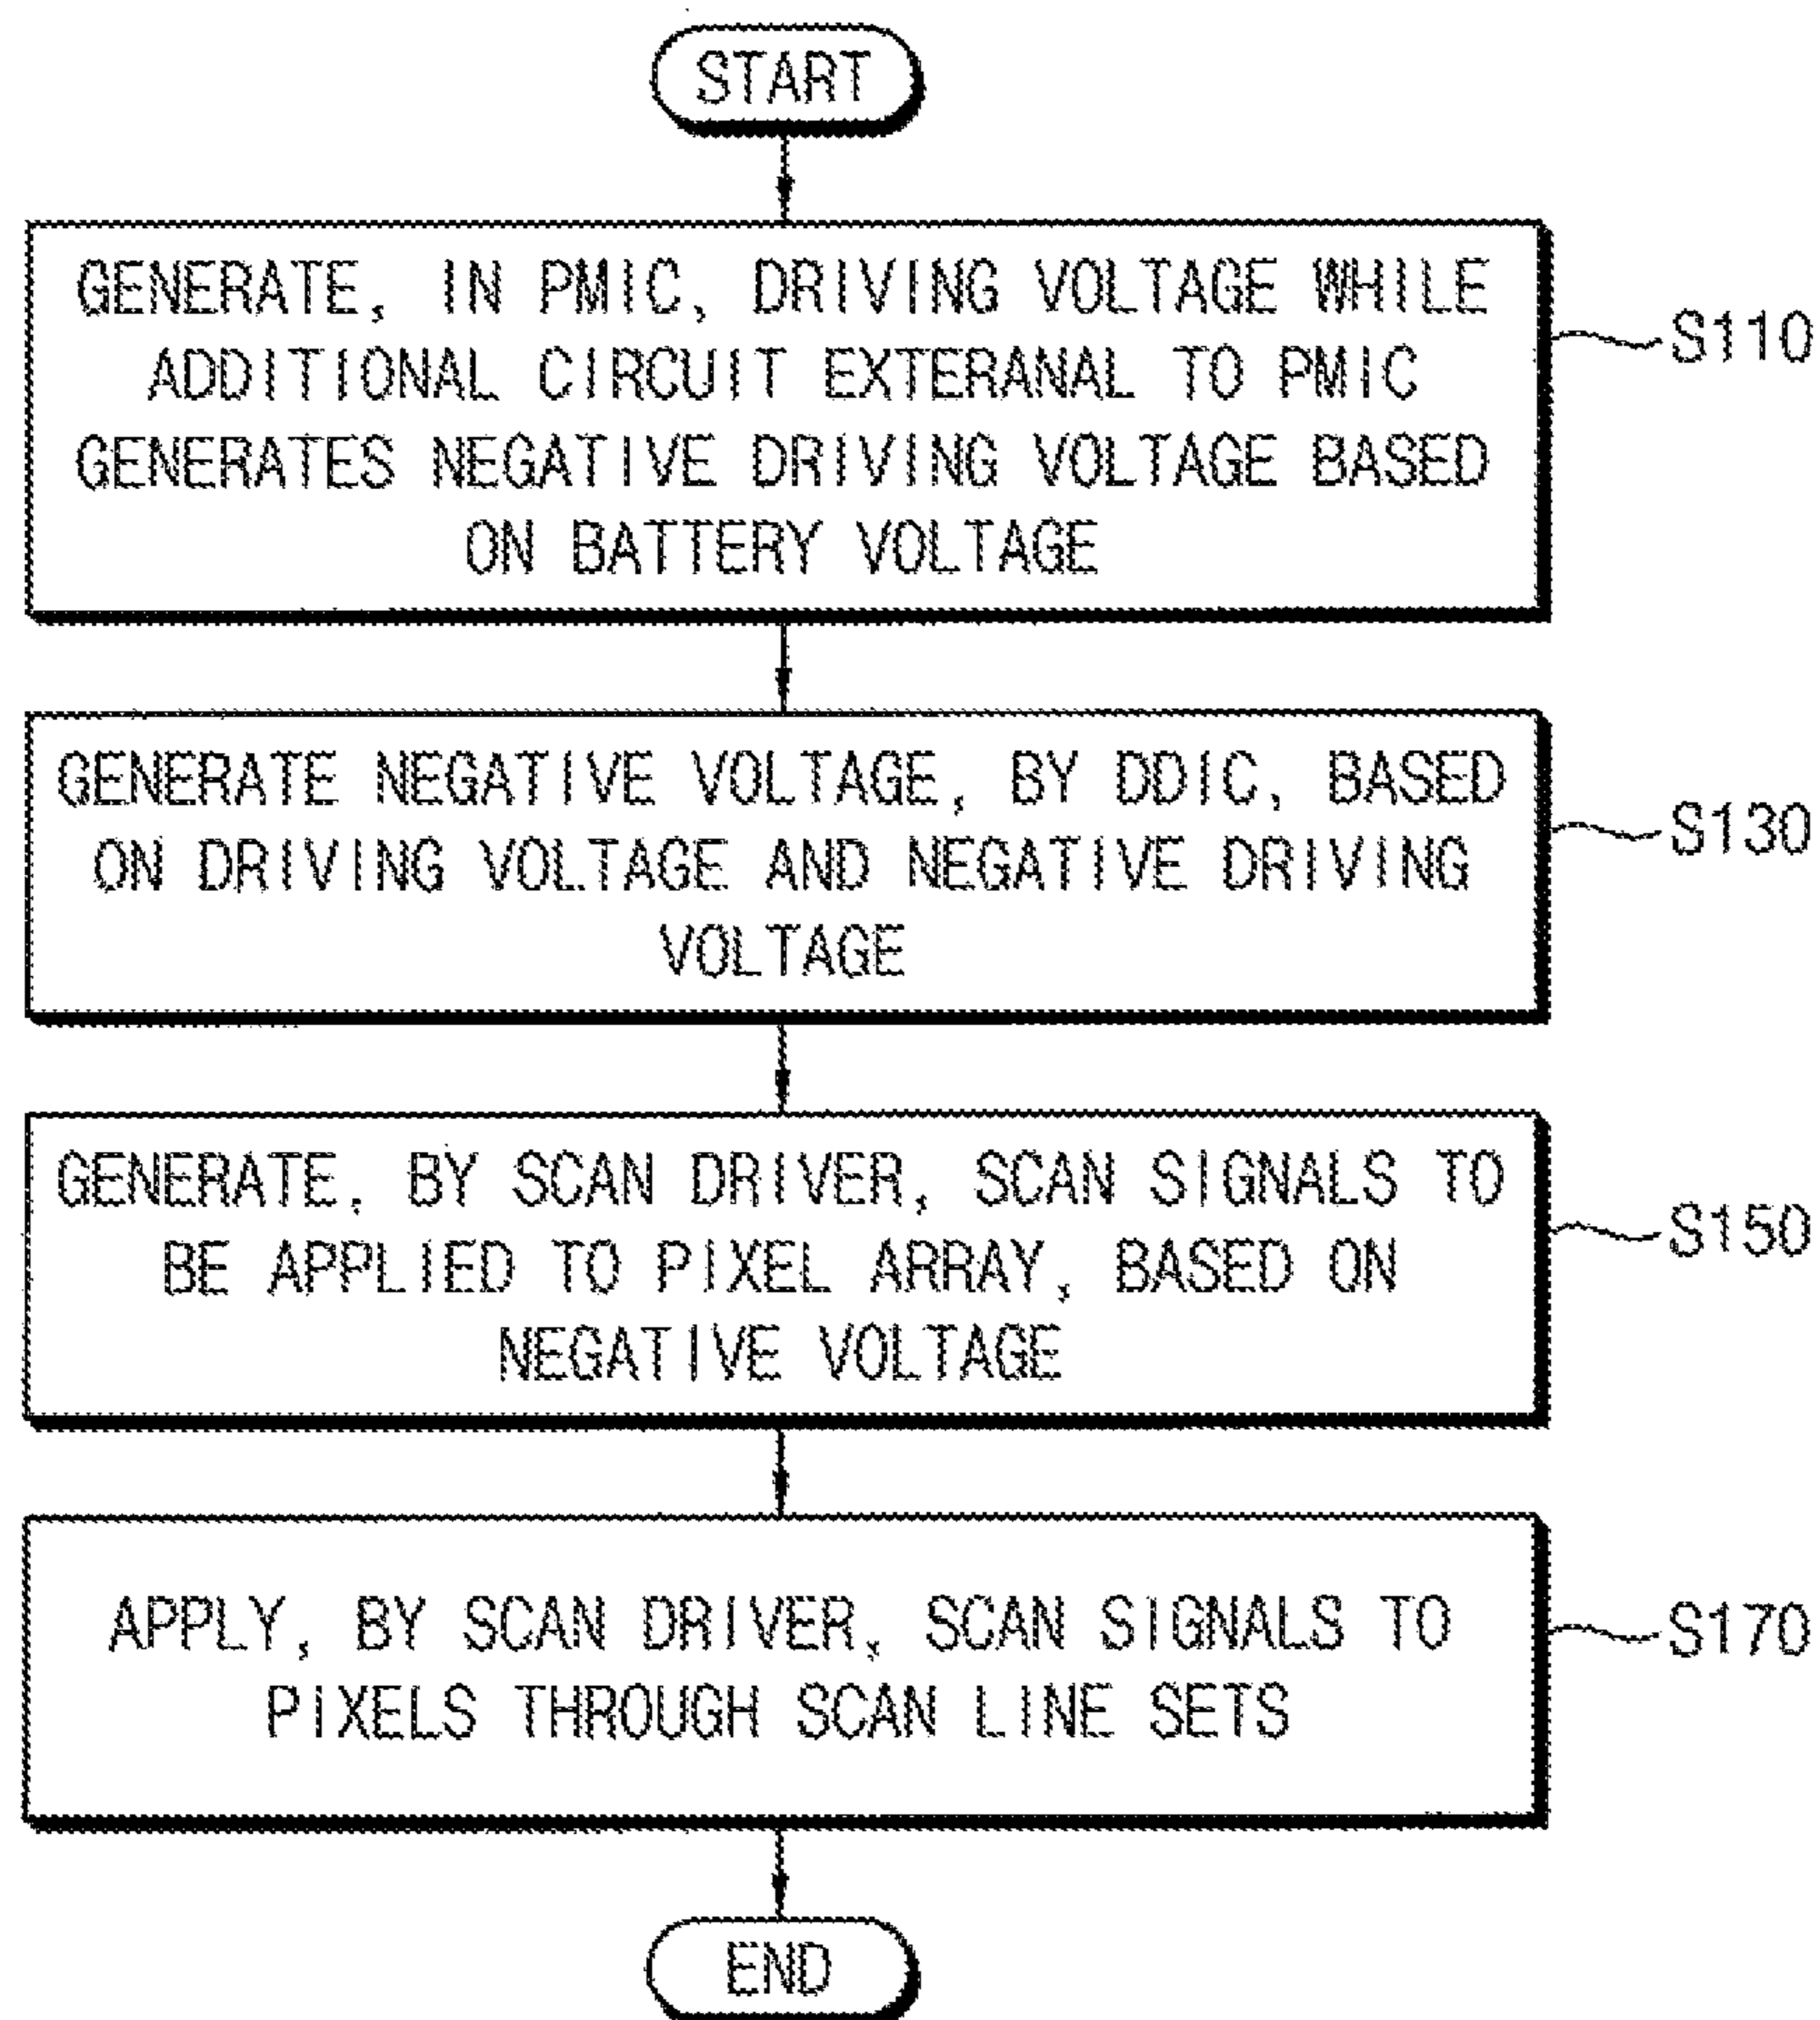 START
GENERATE, IN PMIC, DRIVING VOLTAGE WHILE
ADDITIONAL CIRCUIT EXTERANAL TO PMIC
GENERATES NEGATIVE DRIVING VOLTAGE BASED
ON BATTERY VOLTAGE
S110
GENERATE NEGATIVE VOLTAGE, BY DDIC, BASED
ON DRIVING VOLTAGE AND NEGATIVE DRIVING
VOLTAGE
S130
GENERATE, BY SCAN DRIVER, SCAN SIGNALS TO
BE APPLIED TO PIXEL ARRAY, BASED ON
NEGATIVE VOLTAGE
S150
APPLY, BY SCAN DRIVER, SCAN SIGNALS TO
PIXELS THROUGH SCAN LINE SETS
S170
END